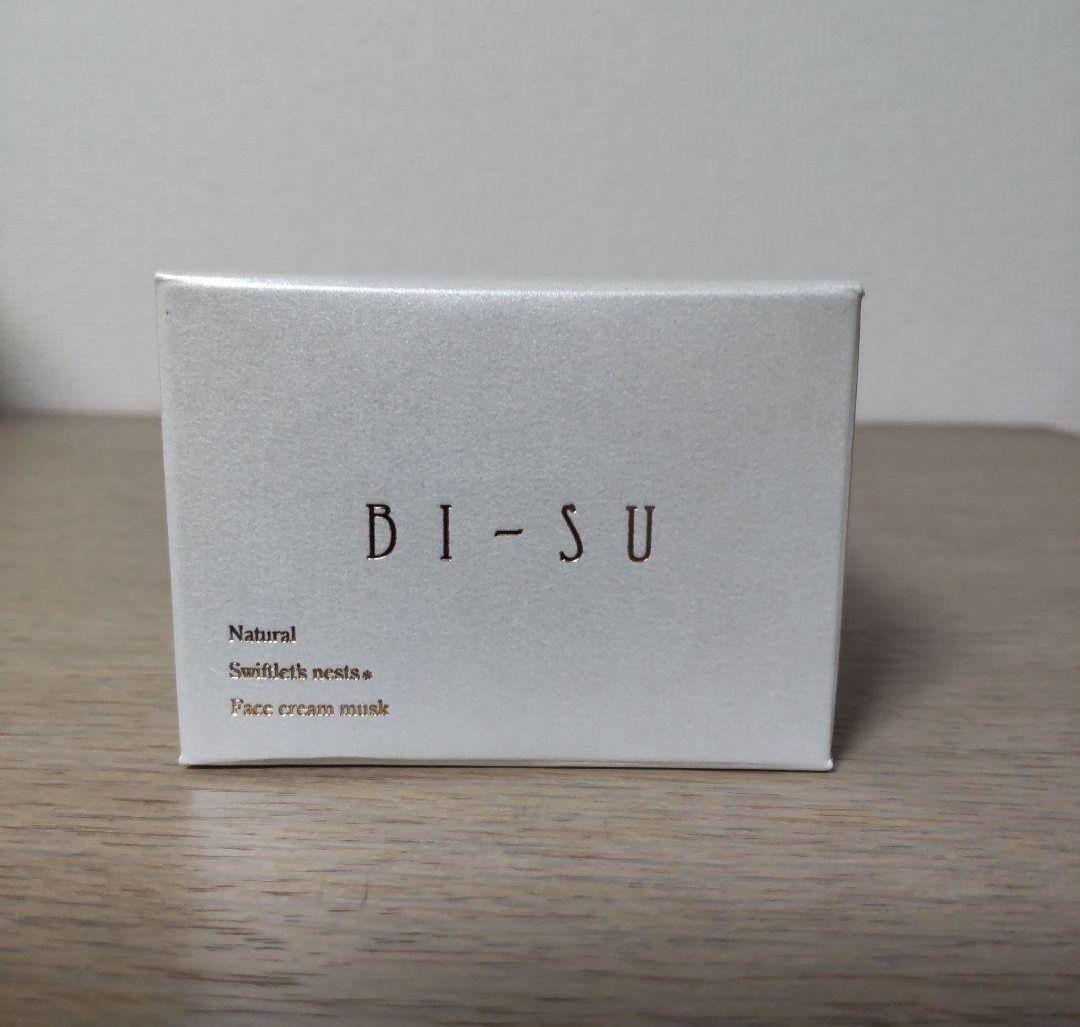 BI-SU
Natural
Swiftlet's nests*
Face cream musk